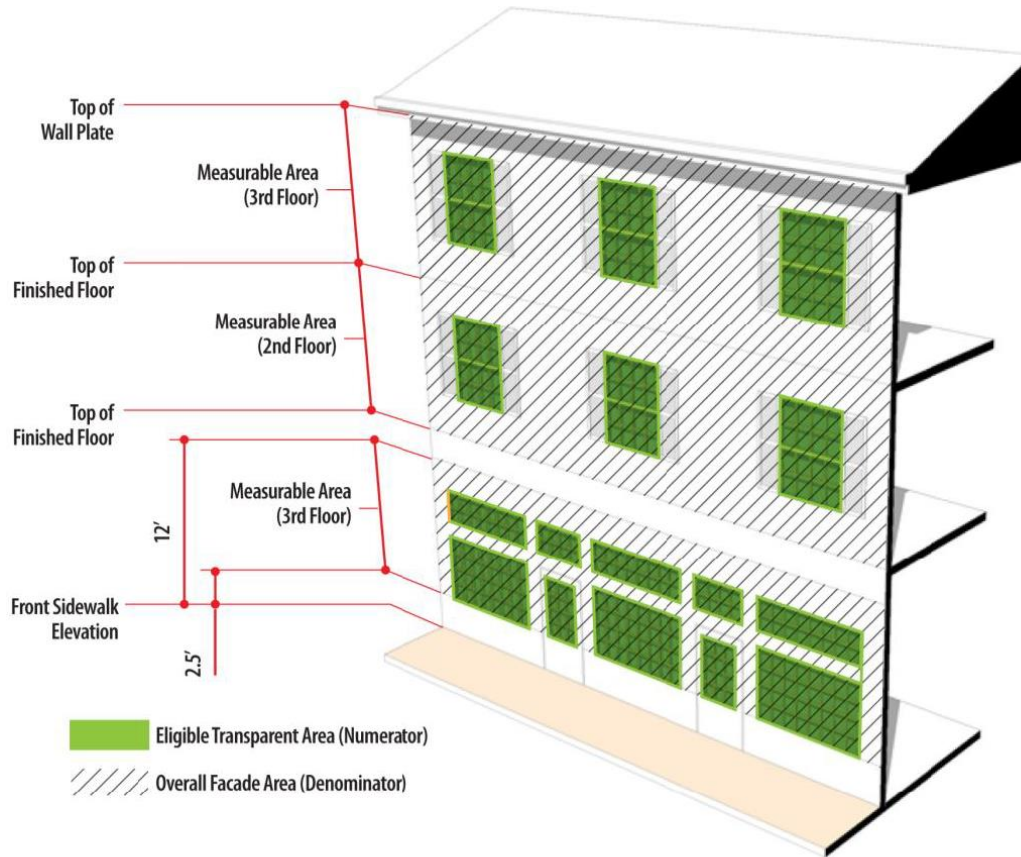 Top of
Wall Plate
Measurable Area
(3rd Floor)
Top of
Finished Floor
Measurable Area
(2nd Floor)
Top of
Finished Floor
Measurable Area
(3rd Floor)
12'
Front Sidewalk
Elevation
2.5'
Eligible Transparent Area (Numerator)
Overall Facade Area (Denominator)